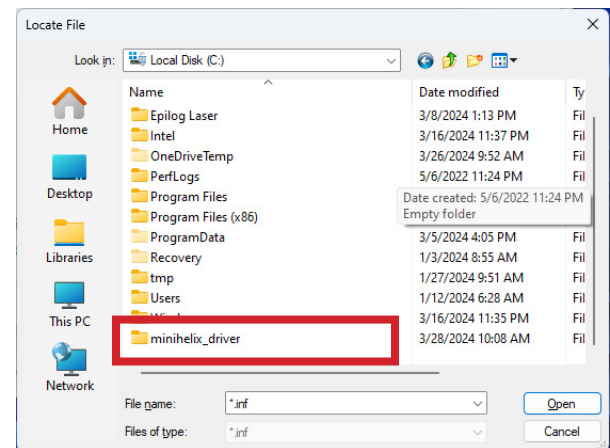 Locate File
Look in: Local Disk (C:)
Name Date modified Ty
Home
Epilog Laser 3/8/2024 1:13 PM Fil
Intel 3/16/2024 11:37 PM Fil
OneDriveTemp 3/26/2024 9:52 AM Fil
Desktop
PerfLogs 5/6/2022 11:24 PM Fil
Program Files
Date created: 5/6/2022 11:24 PM
Program Files (x86)
Empty folder
Libraries
ProgramData 3/5/2024 4:05 PM Fil
Recovery 1/3/2024 8:55 AM Fil
tmp 1/27/2024 9:51 AM Fil
This PC
Users 1/12/2024 6:28 AM Fil
3/16/2024 11:35 PM Fil
minihelix_driver 3/28/2024 10:08 AM Fil
Network
File name: *.inf Open
Files of type: *.inf Cancel